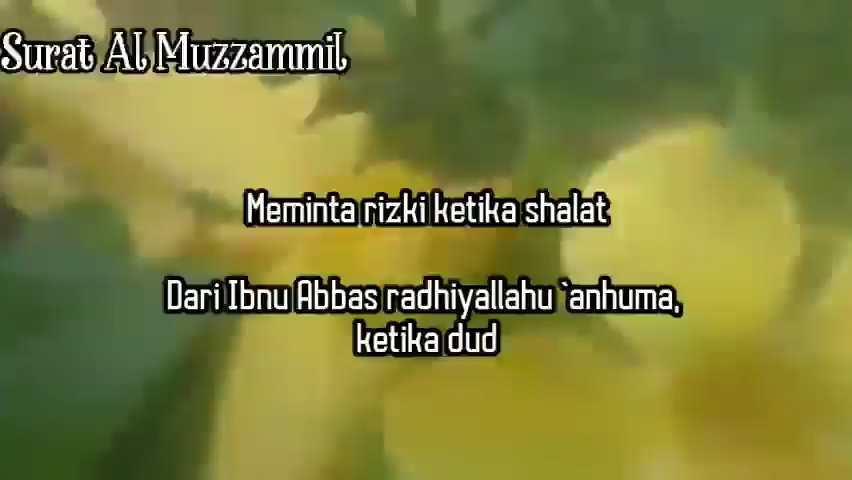 Surat Al Muzzammil
Meminta rizki ketika shalat
Dari Ibnu Abbas radhiyallahu `anhuma,
ketika dud